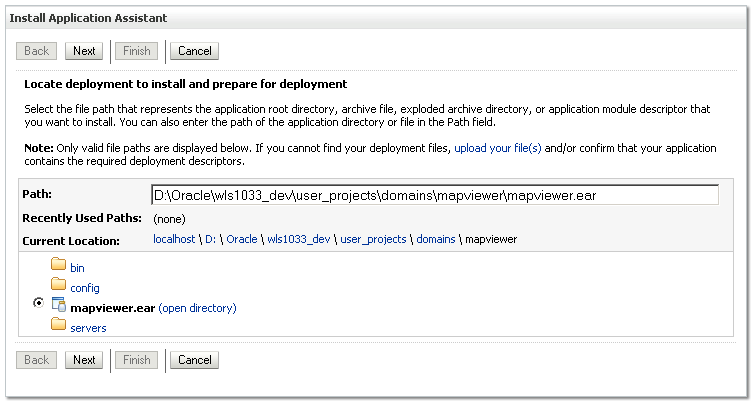 Install Application Assistant
Back Next Finish Cancel
Locate deployment to install and prepare for deployment
Select the file path that represents the application root directory, archive file, exploded archive directory, or application module descriptor that
you want to install. You can also enter the path of the application directory or file in the Path field.
Note: Only valid file paths are displayed below. If you cannot find your deployment files, upload your file(s) and/or confirm that your application
contains the required deployment descriptors.
Path: D:\Oracle\wls1033_dev\user_projects\domains\mapviewer\mapviewer.ear
Recently Used Paths: (none)
Current Location: localhost \ D: \ Oracle \ wls1033_dev \ user_projects \ domains \ mapviewer
bin
config
mapviewer.ear (open directory)
servers
Back Next Finish Cancel